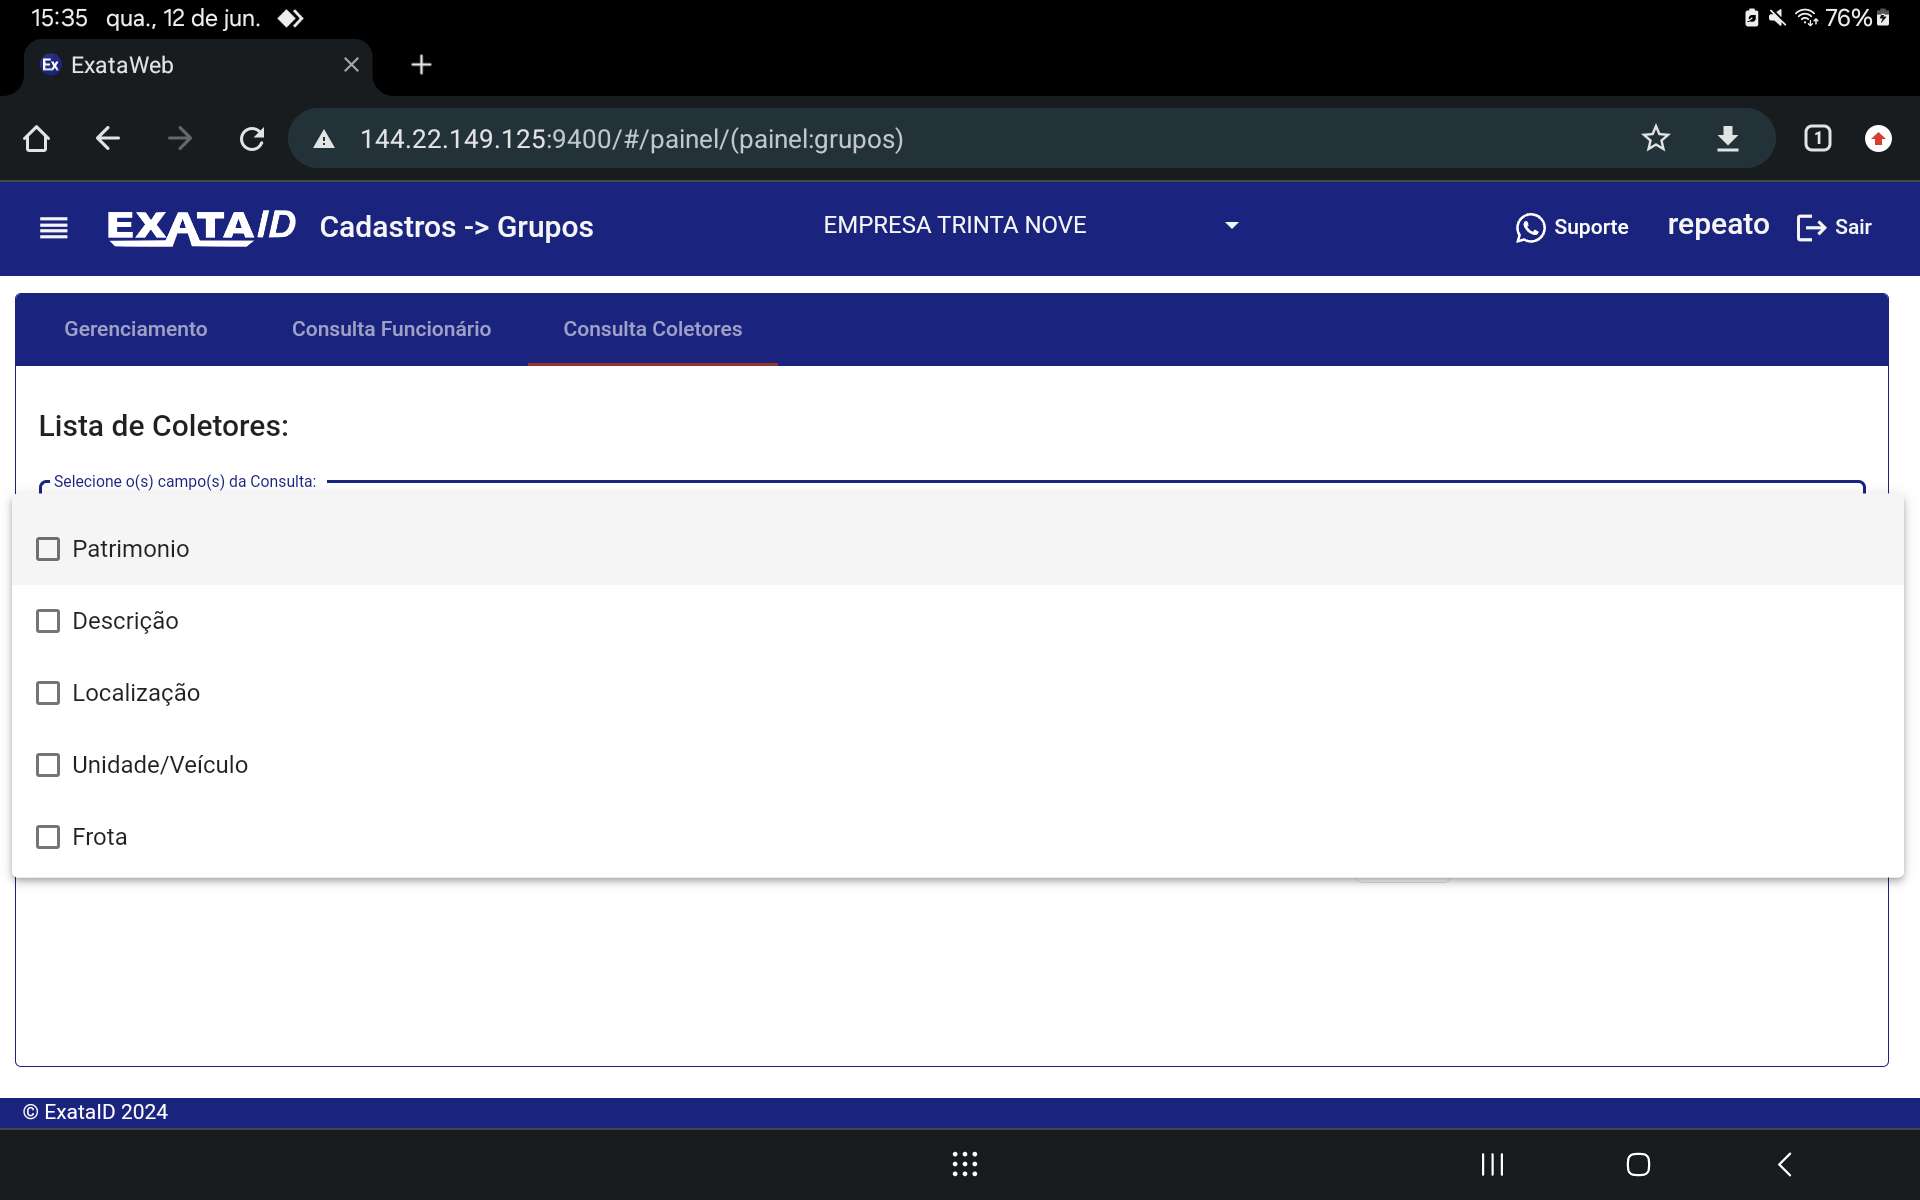 15:35 qua., 12 de jun. 76%
Ex ExataWeb
144.22.149.125:9400/#/painel/(painel:grupos) 1
EXATAID Cadastros -> Grupos EMPRESA TRINTA NOVE Suporte repeato Sair
Gerenciamento Consulta Funcionário Consulta Coletores
Lista de Coletores:
Selecione o(s) campo(s) da Consulta:
Patrimonio
Descrição
Localização
Unidade/Veículo
Frota
© ExataID 2024